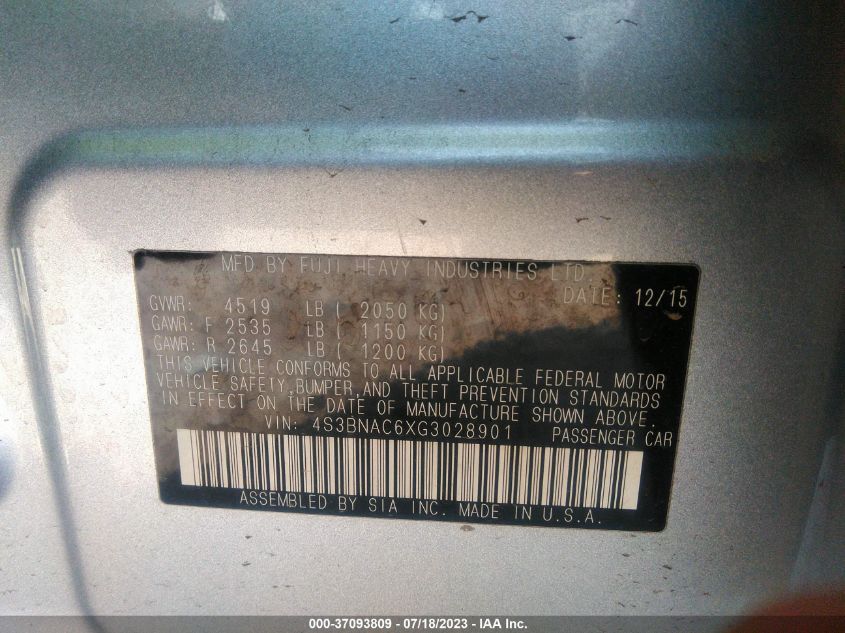 MFD BY FUJI HEAVY INDUSTRIES LTD.
DATE: 12/15
GVWR: 4519 LB ( 2050 KG)
GAWR: F 2535 LB ( 1150 KG)
GAWR: R 2645 LB ( 1200 KG)
THIS VEHICLE CONFORMS TO ALL APPLICABLE FEDERAL MOTOR
VEHICLE SAFETY, BUMPER, AND THEFT PREVENTION STANDARDS
IN EFFECT ON THE DATE OF MANUFACTURE SHOWN ABOVE.
VIN: 4S3BNAC6XG3028901 PASSENGER CAR
ASSEMBLED BY SIA INC. MADE IN U.S.A.
000-37093809 - 07/18/2023 - IAA Inc.